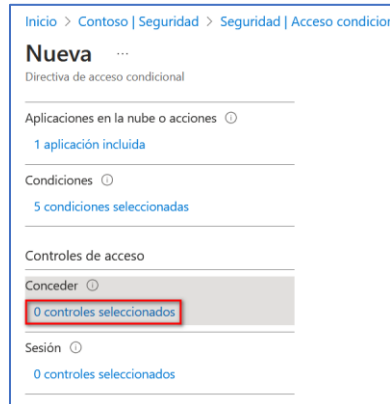 Inicio > Contoso | Seguridad > Seguridad | Acceso condicion
Nueva ...
Directiva de acceso condicional
Aplicaciones en la nube o acciones
1 aplicación incluida
Condiciones
5 condiciones seleccionadas
Controles de acceso
Conceder
0 controles seleccionados
Sesión
0 controles seleccionados